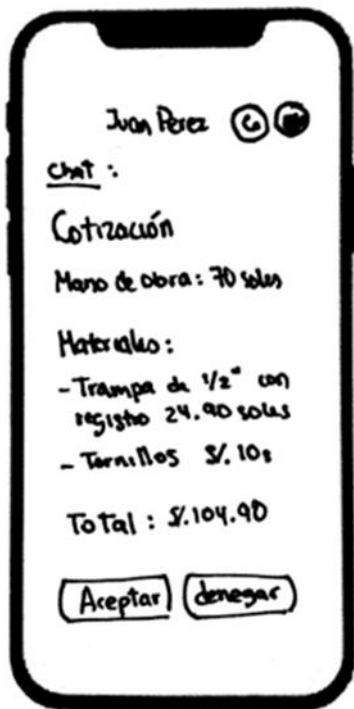 Juan Perez
Chat :
Cotización
Mano de obra: 70 soles
Materiales:
- Trampa de 1/2" con
registro 24.90 soles
- Tornillos S/. 10
Total : S/. 104.90
Aceptar denegar